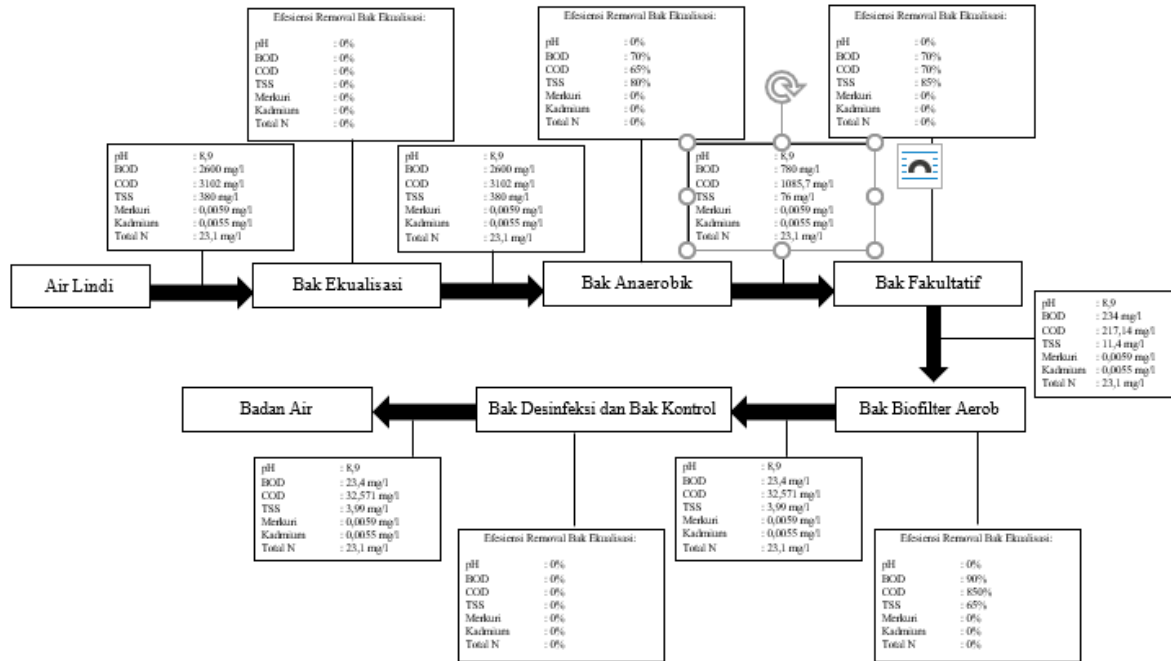 Efesiensi Removal Bak Ekualisasi:
pH : 0%
BOD : 0%
COD : 0%
TSS : 0%
Merkuri : 0%
Kadmium : 0%
Total N : 0%
Efesiensi Removal Bak Ekualisasi:
pH : 0%
BOD : 70%
COD : 65%
TSS : 80%
Merkuri : 0%
Kadmium : 0%
Total N : 0%
Efesiensi Removal Bak Ekualisasi:
pH : 0%
BOD : 70%
COD : 70%
TSS : 85%
Merkuri : 0%
Kadmium : 0%
Total N : 0%
pH : 8,9
BOD : 2600 mg/l
COD : 3102 mg/l
TSS : 380 mg/l
Merkuri : 0,0059 mg/l
Kadmium : 0,0055 mg/l
Total N : 23,1 mg/l
pH : 8,9
BOD : 2600 mg/l
COD : 3102 mg/l
TSS : 380 mg/l
Merkuri : 0,0059 mg/l
Kadmium : 0,0055 mg/l
Total N : 23,1 mg/l
pH : 8,9
BOD : 780 mg/l
COD : 1085,7 mg/l
TSS : 76 mg/l
Merkuri : 0,0059 mg/l
Kadmium : 0,0055 mg/l
Total N : 23,1 mg/l
Air Lindi
Bak Ekualisasi
Bak Anaerobik
Bak Fakultatif
pH : 8,9
BOD : 234 mg/l
COD : 217,14 mg/l
TSS : 11,4 mg/l
Merkuri : 0,0059 mg/l
Kadmium : 0,0055 mg/l
Total N : 23,1 mg/l
Badan Air
Bak Desinfeksi dan Bak Kontrol
Bak Biofilter Aerob
pH : 8,9
BOD : 23,4 mg/l
COD : 32,571 mg/l
TSS : 3,99 mg/l
Merkuri : 0,0059 mg/l
Kadmium : 0,0055 mg/l
Total N : 23,1 mg/l
pH : 8,9
BOD : 23,4 mg/l
COD : 32,571 mg/l
TSS : 3,99 mg/l
Merkuri : 0,0059 mg/l
Kadmium : 0,0055 mg/l
Total N : 23,1 mg/l
Efesiensi Removal Bak Ekualisasi:
pH : 0%
BOD : 0%
COD : 0%
TSS : 0%
Merkuri : 0%
Kadmium : 0%
Total N : 0%
Efesiensi Removal Bak Ekualisasi:
pH : 0%
BOD : 90%
COD : 850%
TSS : 65%
Merkuri : 0%
Kadmium : 0%
Total N : 0%